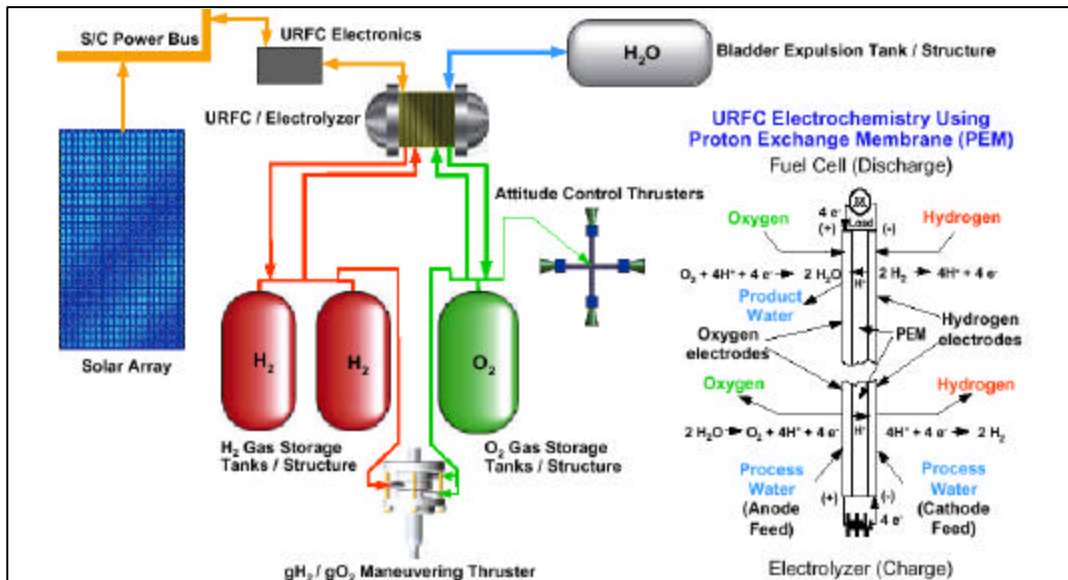 S/C Power Bus
URFC Electronics
H₂O
Bladder Expulsion Tank / Structure
URFC / Electrolyzer
Solar Array
Attitude Control Thrusters
H₂
H₂
O₂
H₂ Gas Storage
Tanks / Structure
O₂ Gas Storage
Tanks / Structure
gH₂ / gO₂ Maneuvering Thruster
URFC Electrochemistry Using
Proton Exchange Membrane (PEM)
Fuel Cell (Discharge)
4 e⁻
Load
(+)
(-)
Oxygen
Hydrogen
O₂ + 4H⁺ + 4 e⁻ 2 H₂O
H⁺
2 H₂ 4H⁺ + 4 e⁻
Product
Water
Oxygen
electrodes
PEM
Hydrogen
electrodes
Oxygen
Hydrogen
2 H₂O O₂ + 4H⁺ + 4 e⁻
H⁺
4H⁺ + 4 e⁻ 2 H₂
Process
Water
(Anode
Feed)
(+)
(-)
4 e⁻
Process
Water
(Cathode
Feed)
Electrolyzer (Charge)